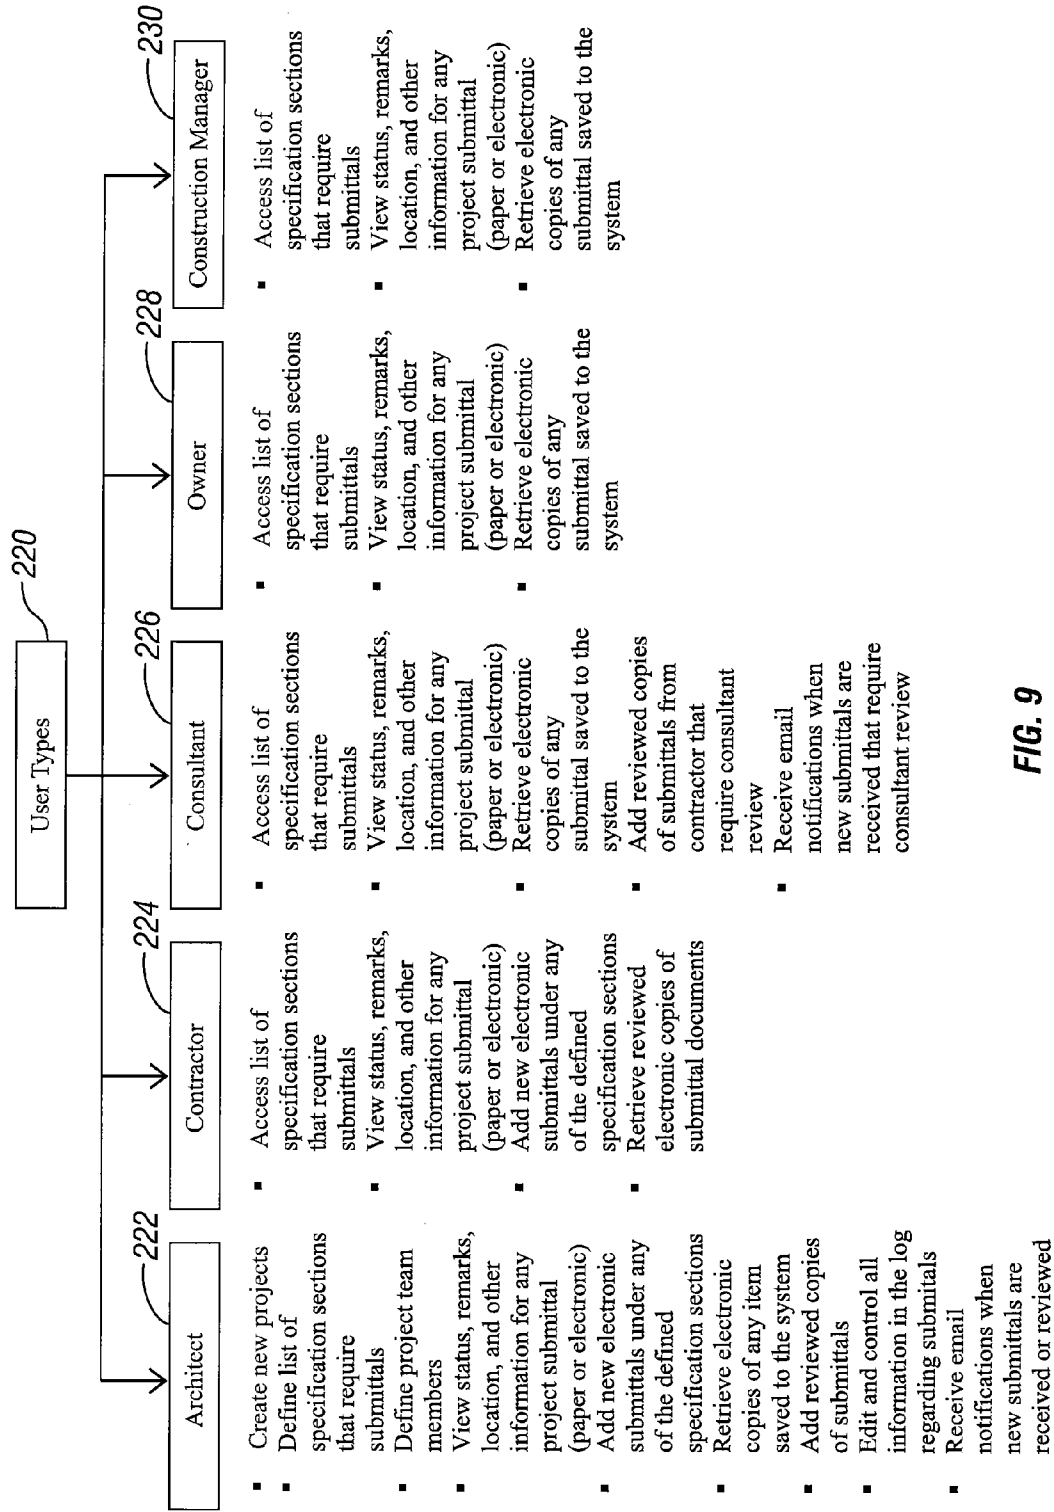 User Types
220
Architect
222
▪ Create new projects
▪ Define list of
specification sections
that require
submittals
▪ Define project team
members
▪ View status, remarks,
location, and other
information for any
project submittal
(paper or electronic)
▪ Add new electronic
submittals under any
of the defined
specification sections
▪ Retrieve electronic
copies of any item
saved to the system
▪ Add reviewed copies
of submittals
▪ Edit and control all
information in the log
regarding submitals
▪ Receive email
notifications when
new submittals are
received or reviewed
Contractor
224
▪ Access list of
specification sections
that require
submittals
▪ View status, remarks,
location, and other
information for any
project submittal
(paper or electronic)
▪ Add new electronic
submittals under any
of the defined
specification sections
▪ Retrieve reviewed
electronic copies of
submittal documents
Consultant
226
▪ Access list of
specification sections
that require
submittals
▪ View status, remarks,
location, and other
information for any
project submittal
(paper or electronic)
▪ Retrieve electronic
copies of any
submittal saved to the
system
▪ Add reviewed copies
of submittals from
contractor that
require consultant
review
▪ Receive email
notifications when
new submittals are
received that require
consultant review
Owner
228
▪ Access list of
specification sections
that require
submittals
▪ View status, remarks,
location, and other
information for any
project submittal
(paper or electronic)
▪ Retrieve electronic
copies of any
submittal saved to the
system
Construction Manager
230
▪ Access list of
specification sections
that require
submittals
▪ View status, remarks,
location, and other
information for any
project submittal
(paper or electronic)
▪ Retrieve electronic
copies of any
submittal saved to the
system
FIG. 9